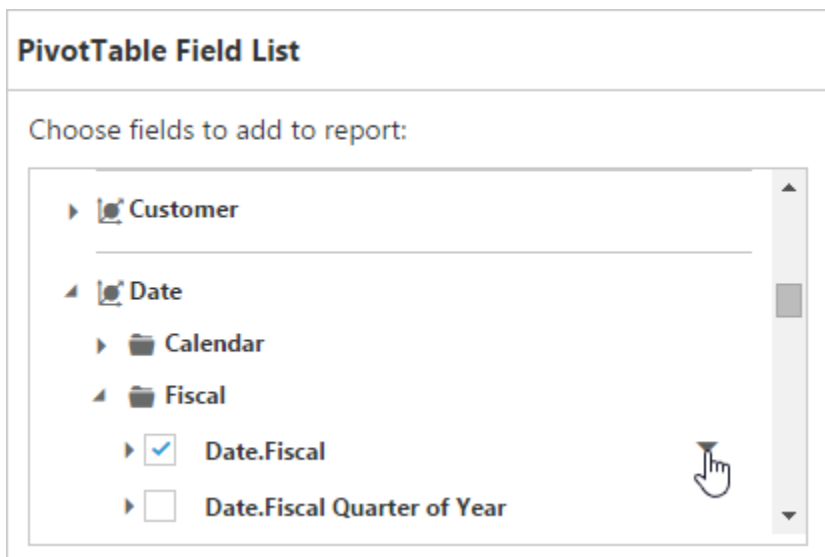 PivotTable Field List
Choose fields to add to report:
Customer
Date
Calendar
Fiscal
Date.Fiscal
Date.Fiscal Quarter of Year